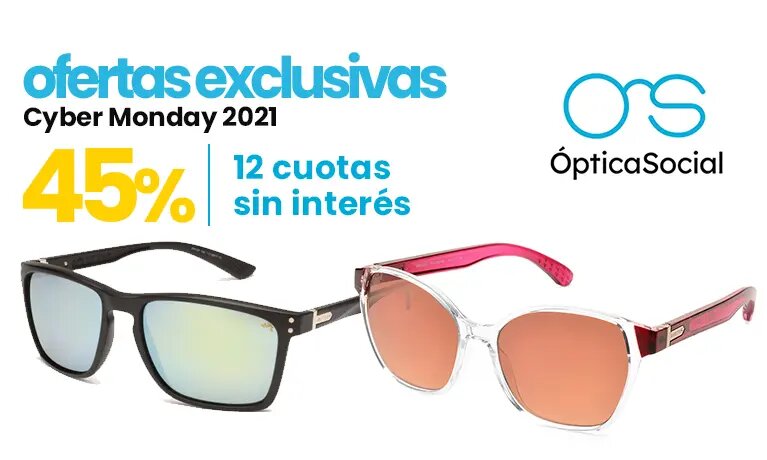 ofertas exclusivas
Cyber Monday 2021
45%
12 cuotas
sin interés
ÓpticaSocial